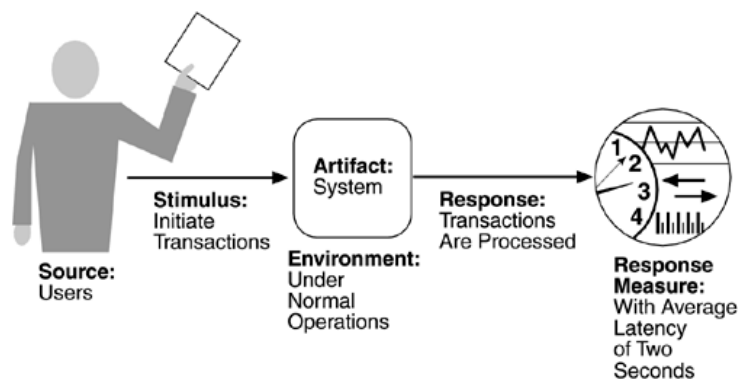 Source:
Users
Stimulus:
Initiate
Transactions
Artifact:
System
Environment:
Under
Normal
Operations
Response:
Transactions
Are Processed
1
2
3
4
Response
Measure:
With Average
Latency
of Two
Seconds